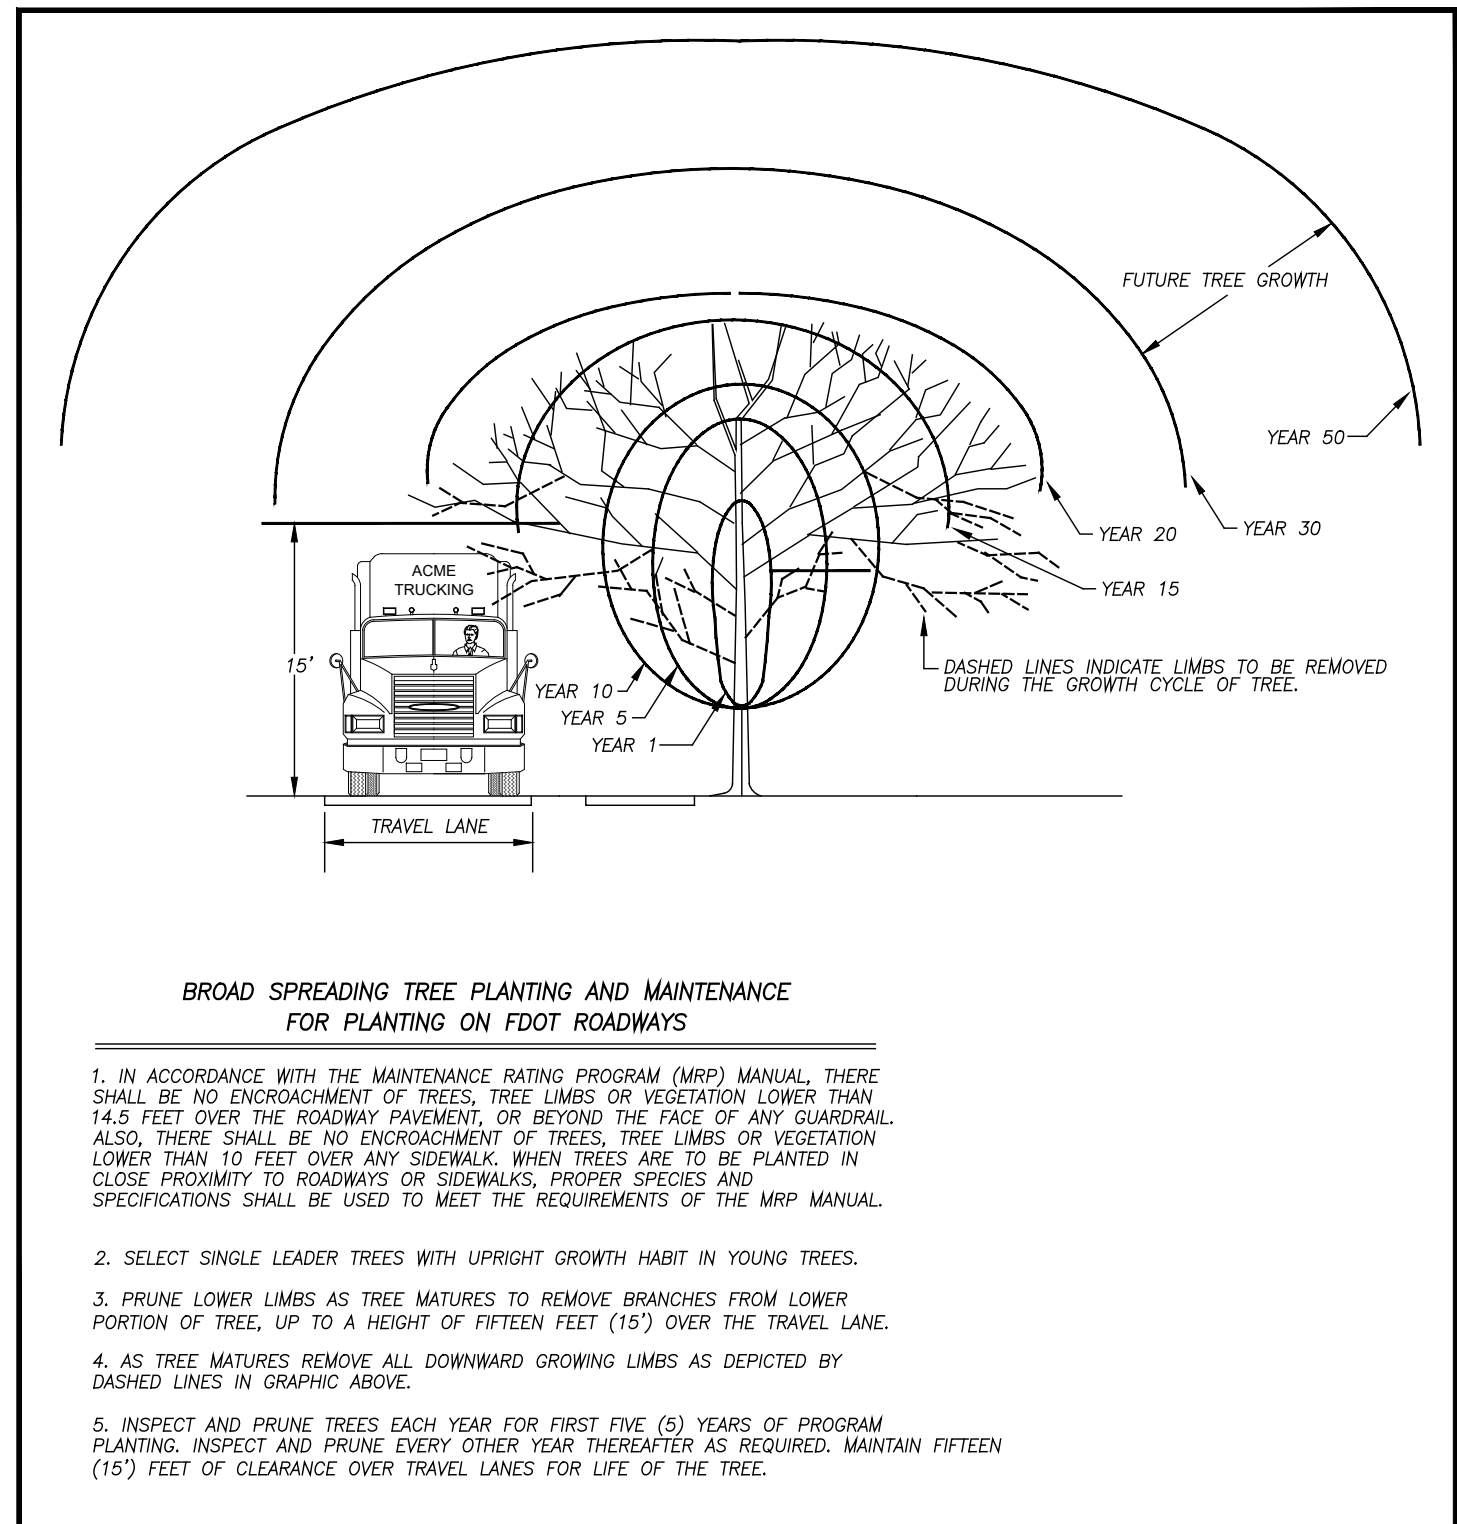 FUTURE TREE GROWTH
YEAR 50
YEAR 30
YEAR 20
YEAR 15
ACME
TRUCKING
15'
DASHED LINES INDICATE LIMBS TO BE REMOVED
DURING THE GROWTH CYCLE OF TREE.
YEAR 10
YEAR 5
YEAR 1
TRAVEL LANE
BROAD SPREADING TREE PLANTING AND MAINTENANCE
FOR PLANTING ON FDOT ROADWAYS
1. IN ACCORDANCE WITH THE MAINTENANCE RATING PROGRAM (MRP) MANUAL, THERE
SHALL BE NO ENCROACHMENT OF TREES, TREE LIMBS OR VEGETATION LOWER THAN
14.5 FEET OVER THE ROADWAY PAVEMENT, OR BEYOND THE FACE OF ANY GUARDRAIL.
ALSO, THERE SHALL BE NO ENCROACHMENT OF TREES, TREE LIMBS OR VEGETATION
LOWER THAN 10 FEET OVER ANY SIDEWALK. WHEN TREES ARE TO BE PLANTED IN
CLOSE PROXIMITY TO ROADWAYS OR SIDEWALKS, PROPER SPECIES AND
SPECIFICATIONS SHALL BE USED TO MEET THE REQUIREMENTS OF THE MRP MANUAL.
2. SELECT SINGLE LEADER TREES WITH UPRIGHT GROWTH HABIT IN YOUNG TREES.
3. PRUNE LOWER LIMBS AS TREE MATURES TO REMOVE BRANCHES FROM LOWER
PORTION OF TREE, UP TO A HEIGHT OF FIFTEEN FEET (15') OVER THE TRAVEL LANE.
4. AS TREE MATURES REMOVE ALL DOWNWARD GROWING LIMBS AS DEPICTED BY
DASHED LINES IN GRAPHIC ABOVE.
5. INSPECT AND PRUNE TREES EACH YEAR FOR FIRST FIVE (5) YEARS OF PROGRAM
PLANTING. INSPECT AND PRUNE EVERY OTHER YEAR THEREAFTER AS REQUIRED. MAINTAIN FIFTEEN
(15') FEET OF CLEARANCE OVER TRAVEL LANES FOR LIFE OF THE TREE.